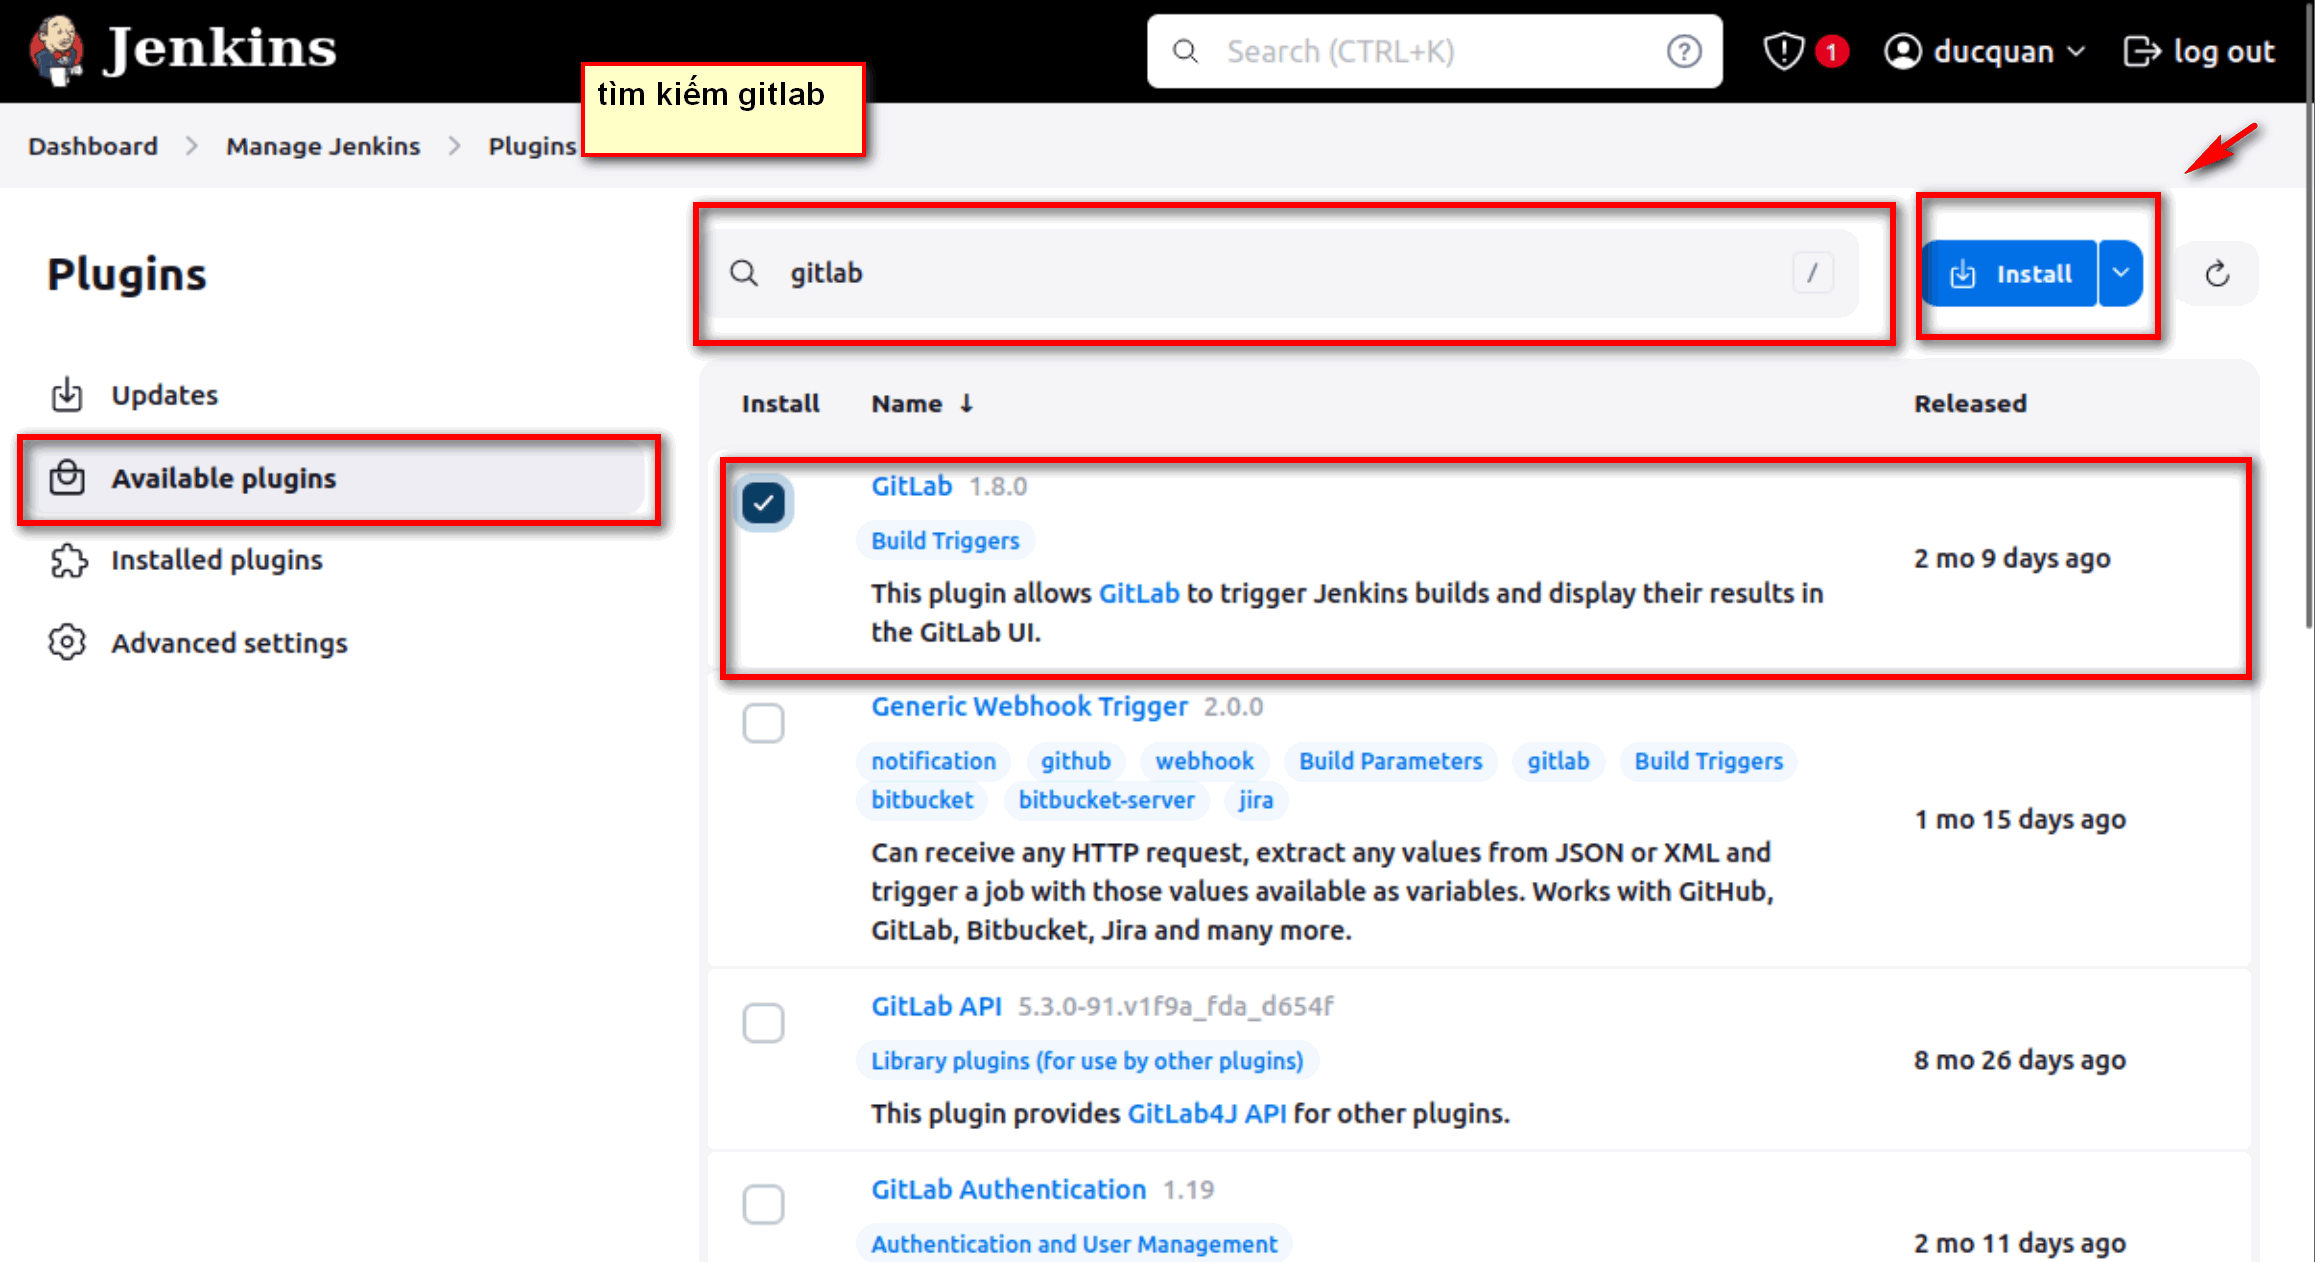 Jenkins
Search (CTRL+K)
1
ducquan
log out
tìm kiếm gitlab
Dashboard
Manage Jenkins
Plugins
Plugins
gitlab
/
Install
Updates
Available plugins
Installed plugins
Advanced settings
Install
Name ↓
Released
GitLab 1.8.0
Build Triggers
This plugin allows GitLab to trigger Jenkins builds and display their results in
the GitLab UI.
2 mo 9 days ago
Generic Webhook Trigger 2.0.0
notification github webhook Build Parameters gitlab Build Triggers
bitbucket bitbucket-server jira
Can receive any HTTP request, extract any values from JSON or XML and
trigger a job with those values available as variables. Works with GitHub,
GitLab, Bitbucket, Jira and many more.
1 mo 15 days ago
GitLab API 5.3.0-91.v1f9a_fda_d654f
Library plugins (for use by other plugins)
This plugin provides GitLab4J API for other plugins.
8 mo 26 days ago
GitLab Authentication 1.19
Authentication and User Management
2 mo 11 days ago